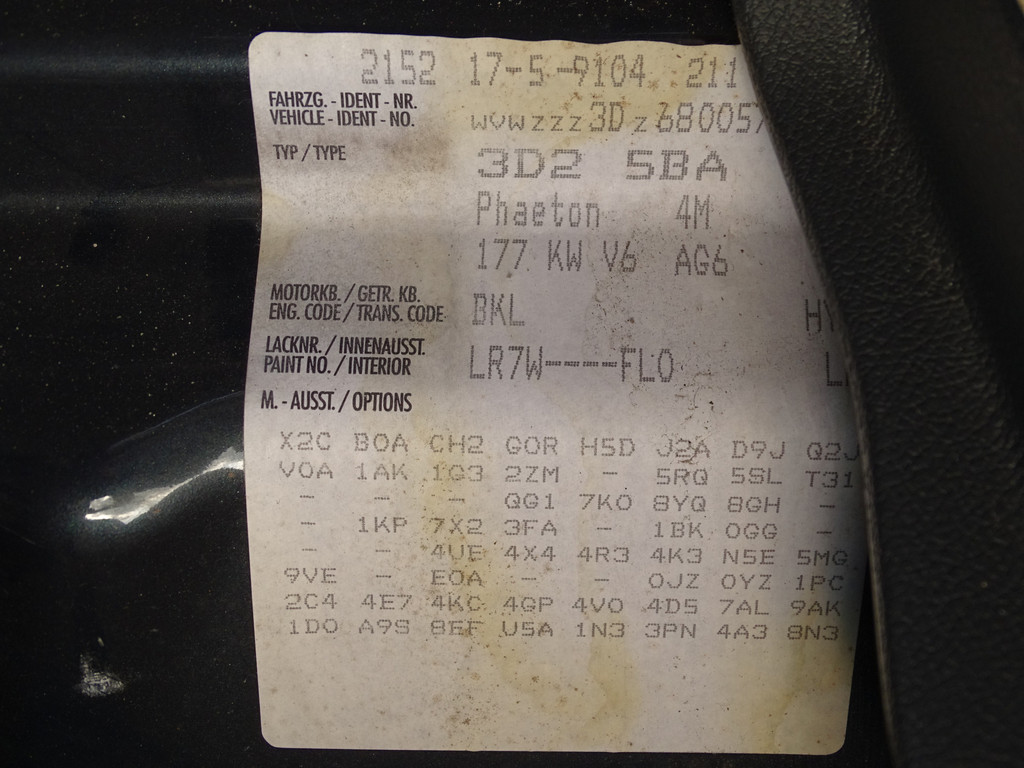 2152 17-5-9104 211
FAHRZG. - IDENT - NR.
VEHICLE - IDENT - NO.
WVWZZZ3DZ680057
TYP / TYPE
3D2 5BA
Phaeton 4M
177 KW V6 AG6
MOTORKB. / GETR. KB.
ENG. CODE / TRANS. CODE
BKL HY
LACKNR. / INNENAUSST.
PAINT NO. / INTERIOR
LR7W----FL0
M. - AUSST. / OPTIONS
X2C B0A CH2 G0R H5D J2A D9J Q2J
V0A 1AK 1G3 2ZM - 5RQ 5SL T31
- - - QG1 7K0 8YQ 8GH -
- 1KP 7X2 3FA - 1BK 0GG -
- - 4UE 4X4 4R3 4K3 N5E 5MG
9VE - E0A - - 0JZ 0YZ 1PC
2C4 4E7 4KC 4GP 4V0 4D5 7AL 9AK
1D0 A9S 8EF U5A 1N3 3PN 4A3 8N3